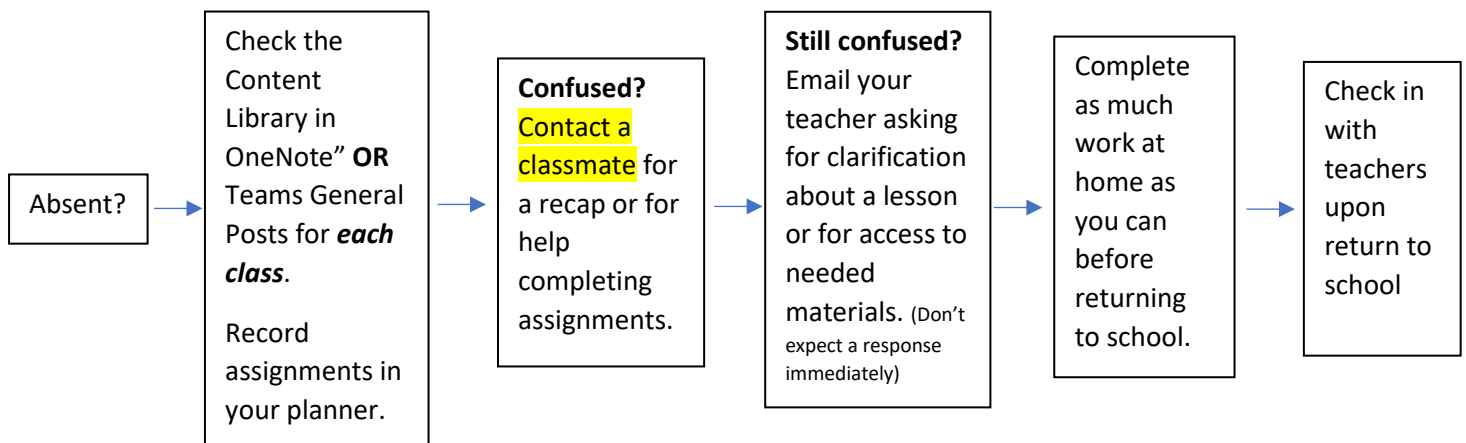 Absent?
Check the
Content
Library in
OneNote” OR
Teams General
Posts for each
class.
Record
assignments in
your planner.
Confused?
Contact a
classmate for
a recap or for
help
completing
assignments.
Still confused?
Email your
teacher asking
for clarification
about a lesson
or for access to
needed
materials. (Don’t
expect a response
immediately)
Complete
as much
work at
home as
you can
before
returning
to school.
Check in
with
teachers
upon
return to
school